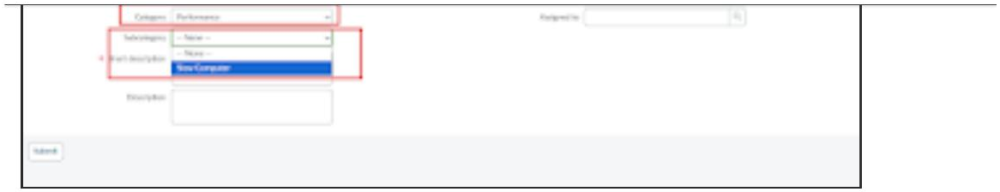 Category Performance
Assigned to
Subcategory -- None --
-- None --
* Short description
Slow Computer
Description
Submit